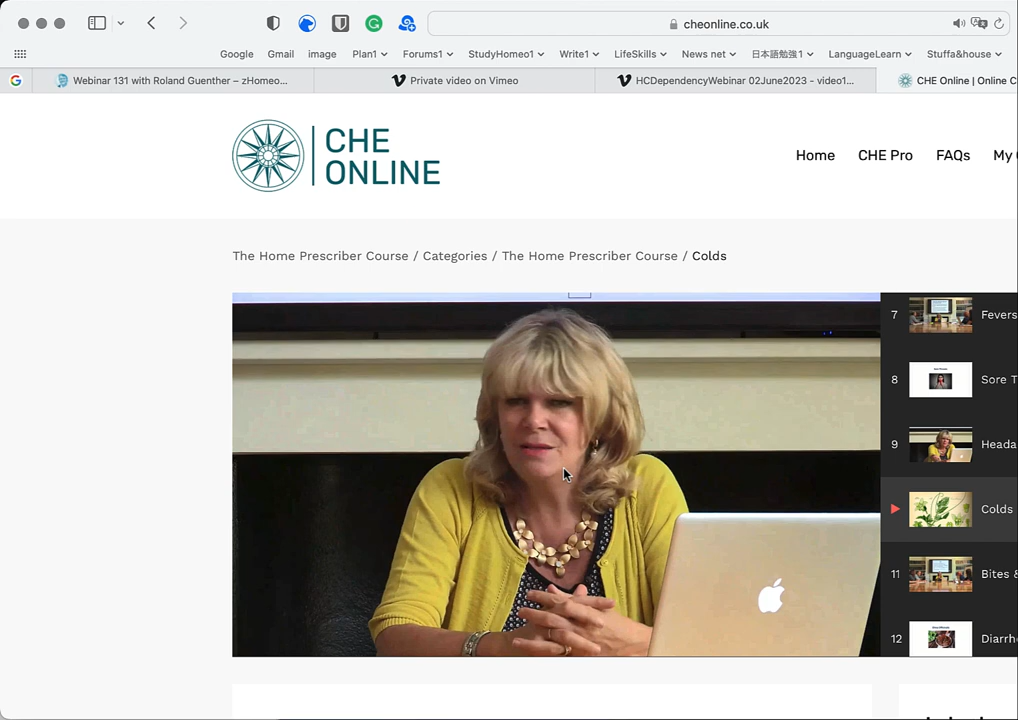 cheonline.co.uk
Google Gmail image Plan1 Forums1 StudyHomeo1 Write1 LifeSkills News net 日本語勉強1 LanguageLearn Stuffa&house
Webinar 131 with Roland Guenther – zHomeo... Private video on Vimeo HCDependencyWebinar 02June2023 - video1... CHE Online | Online C
CHE
ONLINE
Home CHE Pro FAQs My
The Home Prescriber Course / Categories / The Home Prescriber Course / Colds
7 Fevers
8 Sore T
9 Heada
Colds
11 Bites &
12 Diarrh